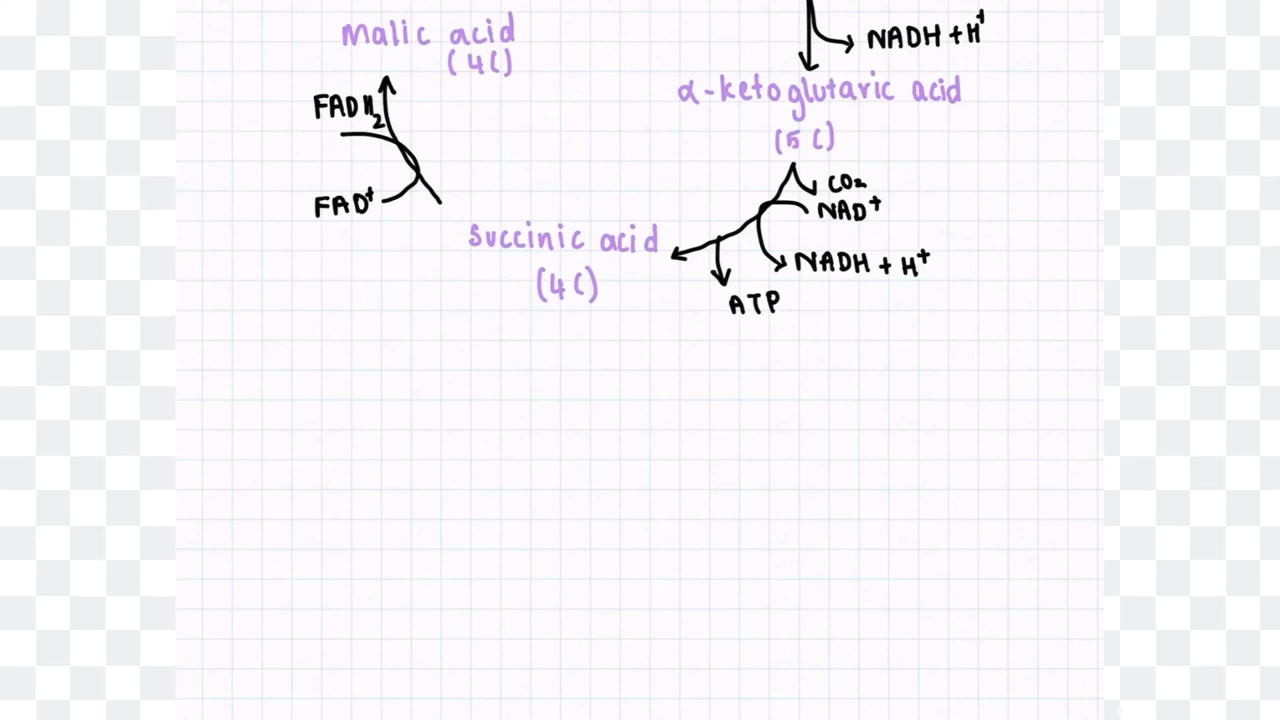 Malic acid
(4C)
NADH + H⁺
α-ketoglutaric acid
(5C)
FADH₂
FAD⁺
CO₂
NAD⁺
NADH + H⁺
ATP
Succinic acid
(4C)